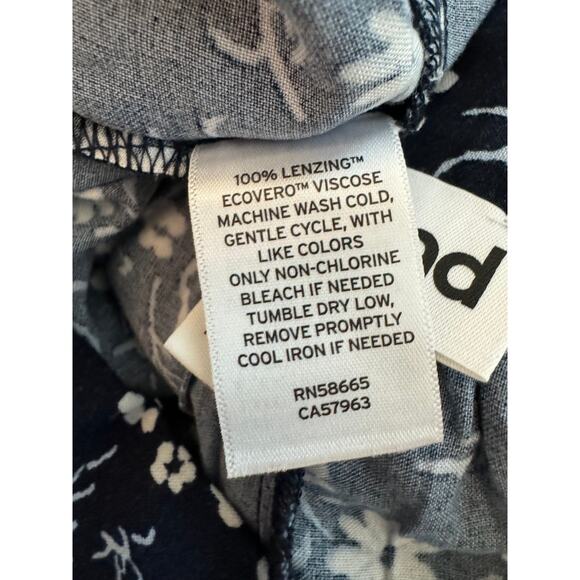 100% LENZING™
ECOVERO™ VISCOSE
MACHINE WASH COLD,
GENTLE CYCLE, WITH
LIKE COLORS
ONLY NON-CHLORINE
BLEACH IF NEEDED
TUMBLE DRY LOW,
REMOVE PROMPTLY
COOL IRON IF NEEDED
RN58665
CA57963